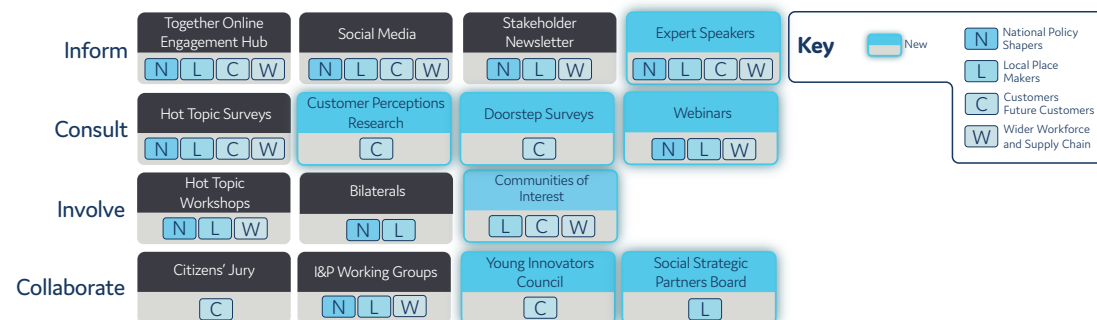 Inform
Together Online
Engagement Hub
N L C W
Social Media
N L C W
Stakeholder
Newsletter
N L W
Expert Speakers
N L C W
Key
New
N National Policy
Shapers
L Local Place
Makers
C Customers
Future Customers
W Wider Workforce
and Supply Chain
Consult
Hot Topic Surveys
N L C W
Customer Perceptions
Research
C
Doorstep Surveys
C
Webinars
N L W
Involve
Hot Topic
Workshops
N L W
Bilaterals
N L
Communities of
Interest
L C W
Collaborate
Citizens' Jury
C
I&P Working Groups
N L W
Young Innovators
Council
C
Social Strategic
Partners Board
L